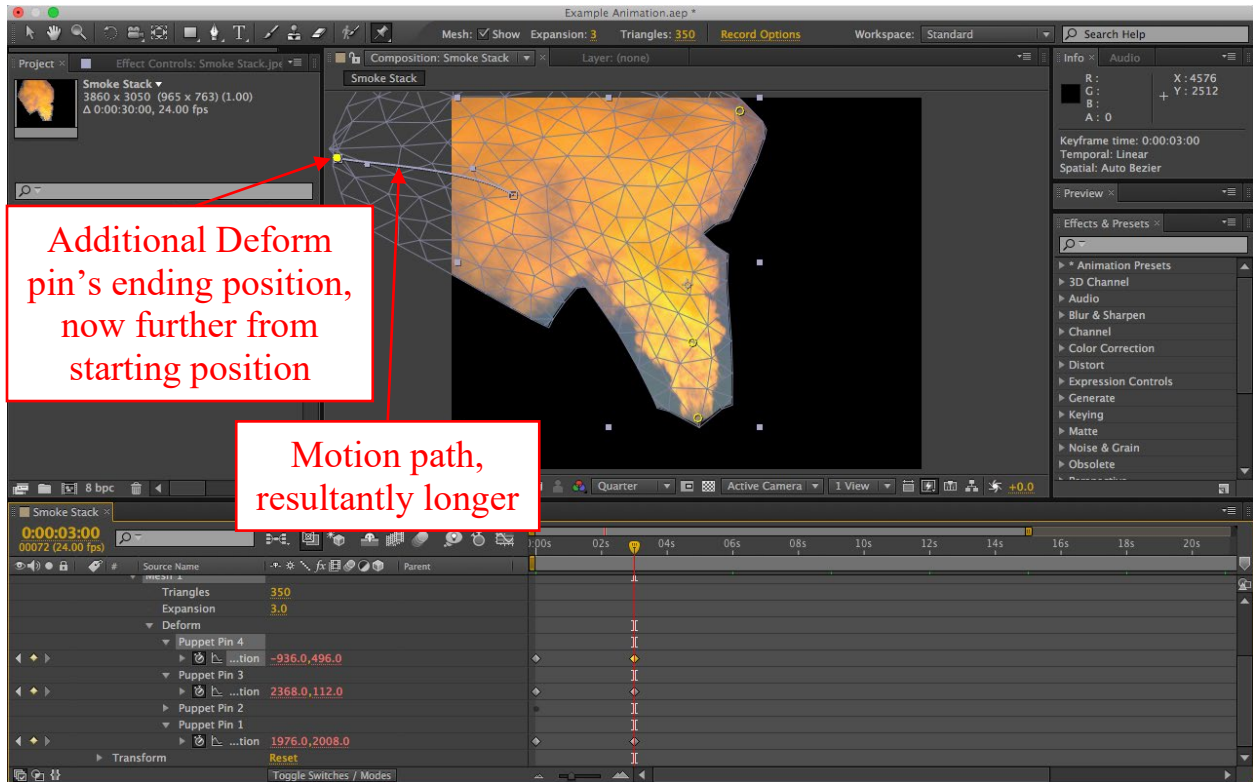 Example Animation.aep *
Mesh: Show Expansion: 3 Triangles: 350 Record Options Workspace: Standard Search Help
Project Effect Controls: Smoke Stack.jpe
Composition: Smoke Stack Layer: (none)
Info Audio
Smoke Stack
Smoke Stack
3860 x 3050 (965 x 763) (1.00)
Δ 0:00:30:00, 24.00 fps
R :
G :
B :
A : 0
X : 4576
Y : 2512
Keyframe time: 0:00:03:00
Temporal: Linear
Spatial: Auto Bezier
Preview
Effects & Presets
* Animation Presets
3D Channel
Audio
Blur & Sharpen
Channel
Color Correction
Distort
Expression Controls
Generate
Keying
Matte
Noise & Grain
Obsolete
Additional Deform
pin's ending position,
now further from
starting position
Motion path,
resultantly longer
8 bpc
Quarter Active Camera 1 View +0.0
Smoke Stack
0:00:03:00
00072 (24.00 fps)
02s 04s 06s 08s 10s 12s 14s 16s 18s 20s
# Source Name Parent
Mesh 1
Triangles 350
Expansion 3.0
Deform
Puppet Pin 4
...tion -936.0,496.0
Puppet Pin 3
...tion 2368.0,112.0
Puppet Pin 2
Puppet Pin 1
...tion 1976.0,2008.0
Transform Reset
Toggle Switches / Modes